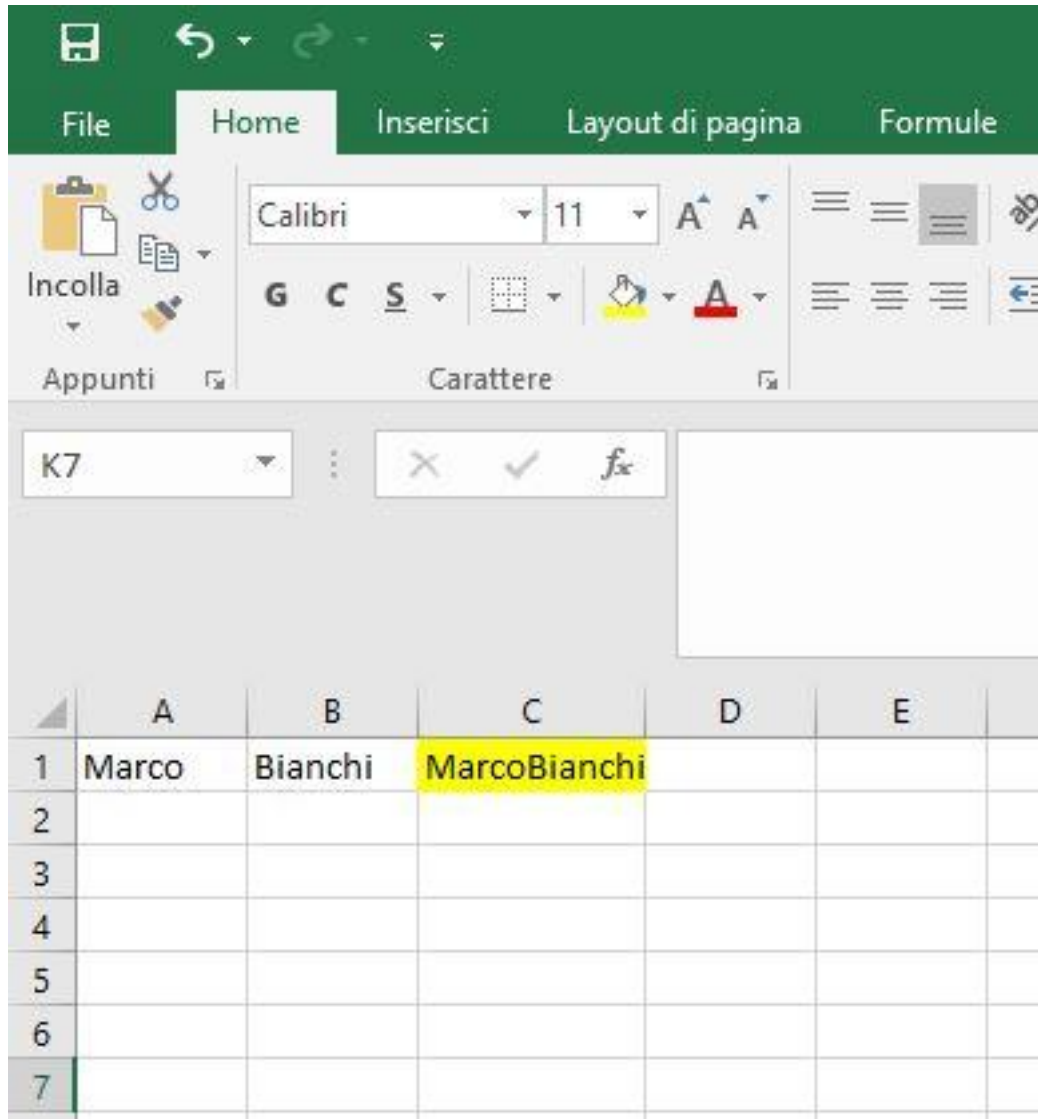 File Home Inserisci Layout di pagina Formule
Calibri 11 A A
Incolla G C S A
Appunti Carattere
K7 fx
A B C D E
1 Marco Bianchi MarcoBianchi
2
3
4
5
6
7